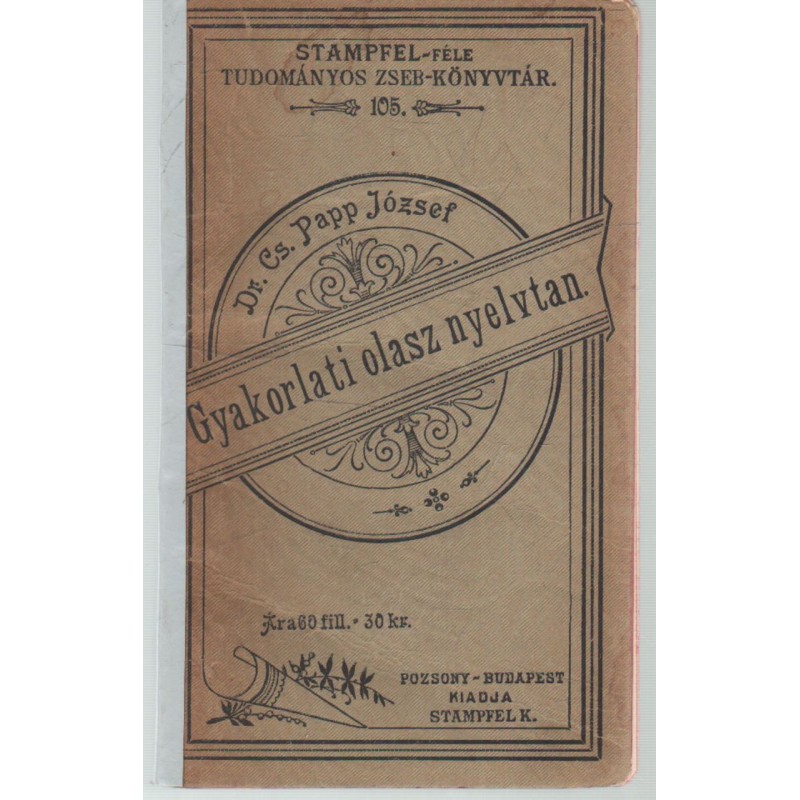 STAMPFEL-FÉLE
TUDOMÁNYOS ZSEB-KÖNYVTÁR.
105.
Dr. Cs. Papp József
Gyakorlati olasz nyelvtan.
Ára 60 fill. - 30 kr.
POZSONY-BUDAPEST
KIADJA
STAMPFEL K.